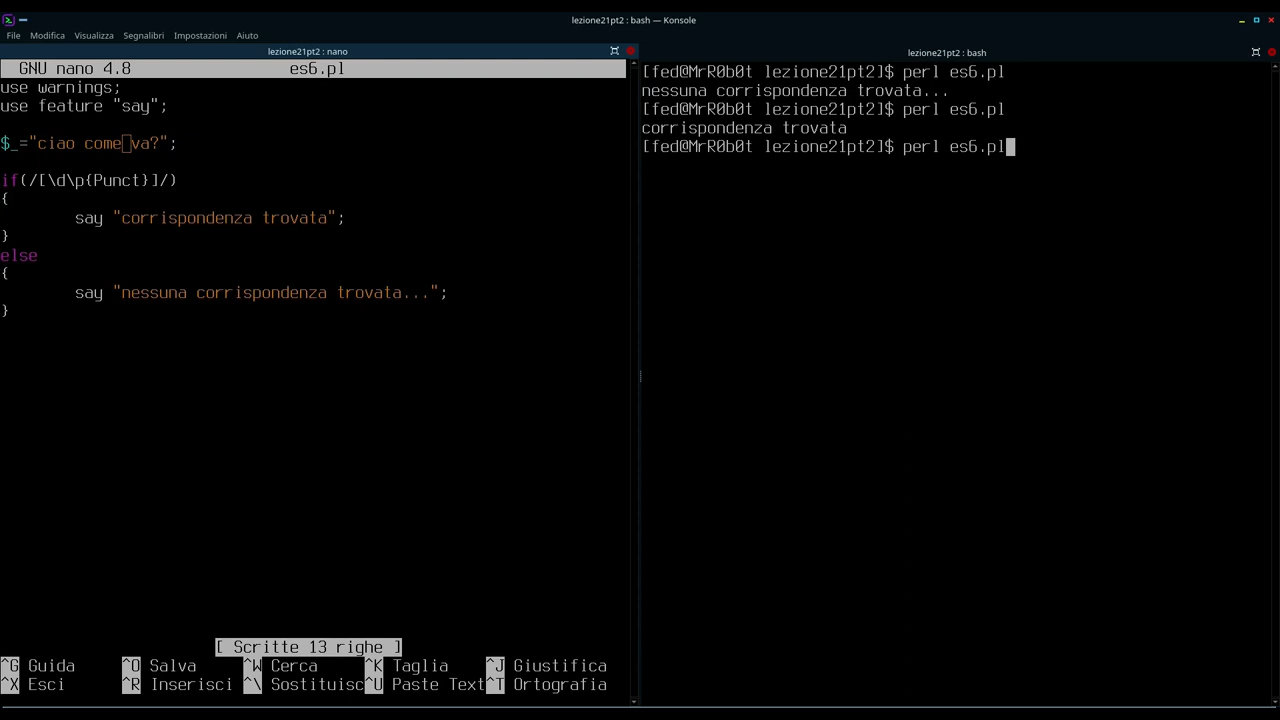 lezione21pt2 : bash — Konsole
File Modifica Visualizza Segnalibri Impostazioni Aiuto
lezione21pt2 : nano
GNU nano 4.8 es6.pl
use warnings;
use feature "say";
$_="ciao come va?";
if(/[\d\p{Punct}]/)
{
say "corrispondenza trovata";
}
else
{
say "nessuna corrispondenza trovata...";
}
[ Scritte 13 righe ]
^G Guida ^O Salva ^W Cerca ^K Taglia ^J Giustifica
^X Esci ^R Inserisci ^\ Sostituisc ^U Paste Text ^T Ortografia
lezione21pt2 : bash
[fed@MrR0b0t lezione21pt2]$ perl es6.pl
nessuna corrispondenza trovata...
[fed@MrR0b0t lezione21pt2]$ perl es6.pl
corrispondenza trovata
[fed@MrR0b0t lezione21pt2]$ perl es6.pl